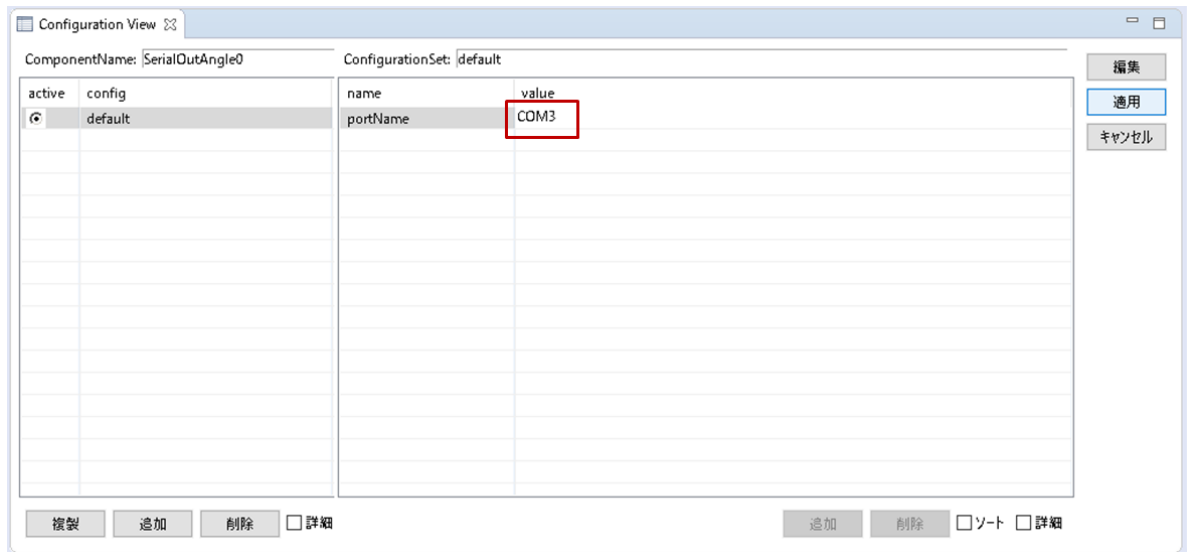 Configuration View
ComponentName: SerialOutAngle0 ConfigurationSet: default
編集
active config name value
適用
default portName COM3
キャンセル
複製 追加 削除 詳細 追加 削除 ソート 詳細